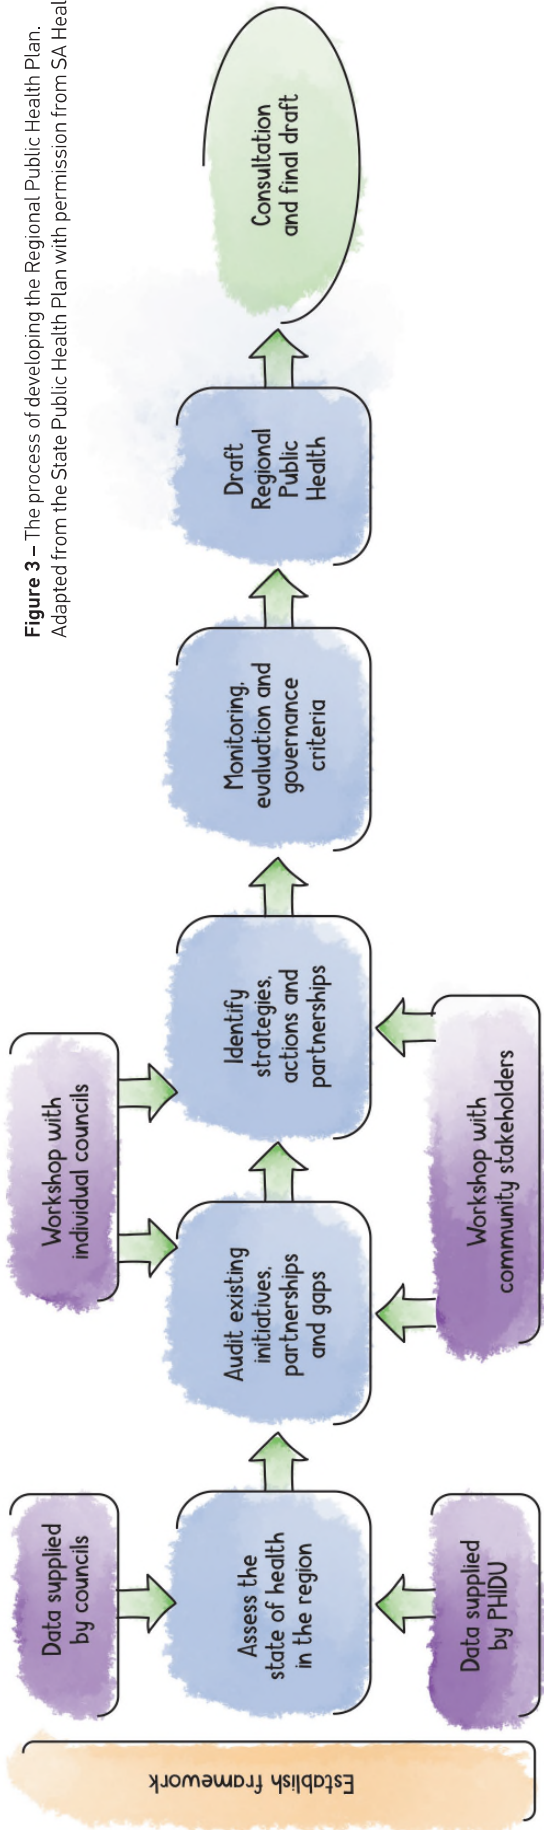 Figure 3 – The process of developing the Regional Public Health Plan.
Adapted from the State Public Health Plan with permission from SA
Establish framework
Data supplied
by councils
Assess the
state of health
in the region
Data supplied
by PHIDU
Workshop with
individual councils
Audit existing
initiatives,
partnerships
and gaps
Identify
strategies,
actions and
partnerships
Workshop with
community stakeholders
Monitoring,
evaluation and
governance
criteria
Draft
Regional
Public
Health
Consultation
and final draft